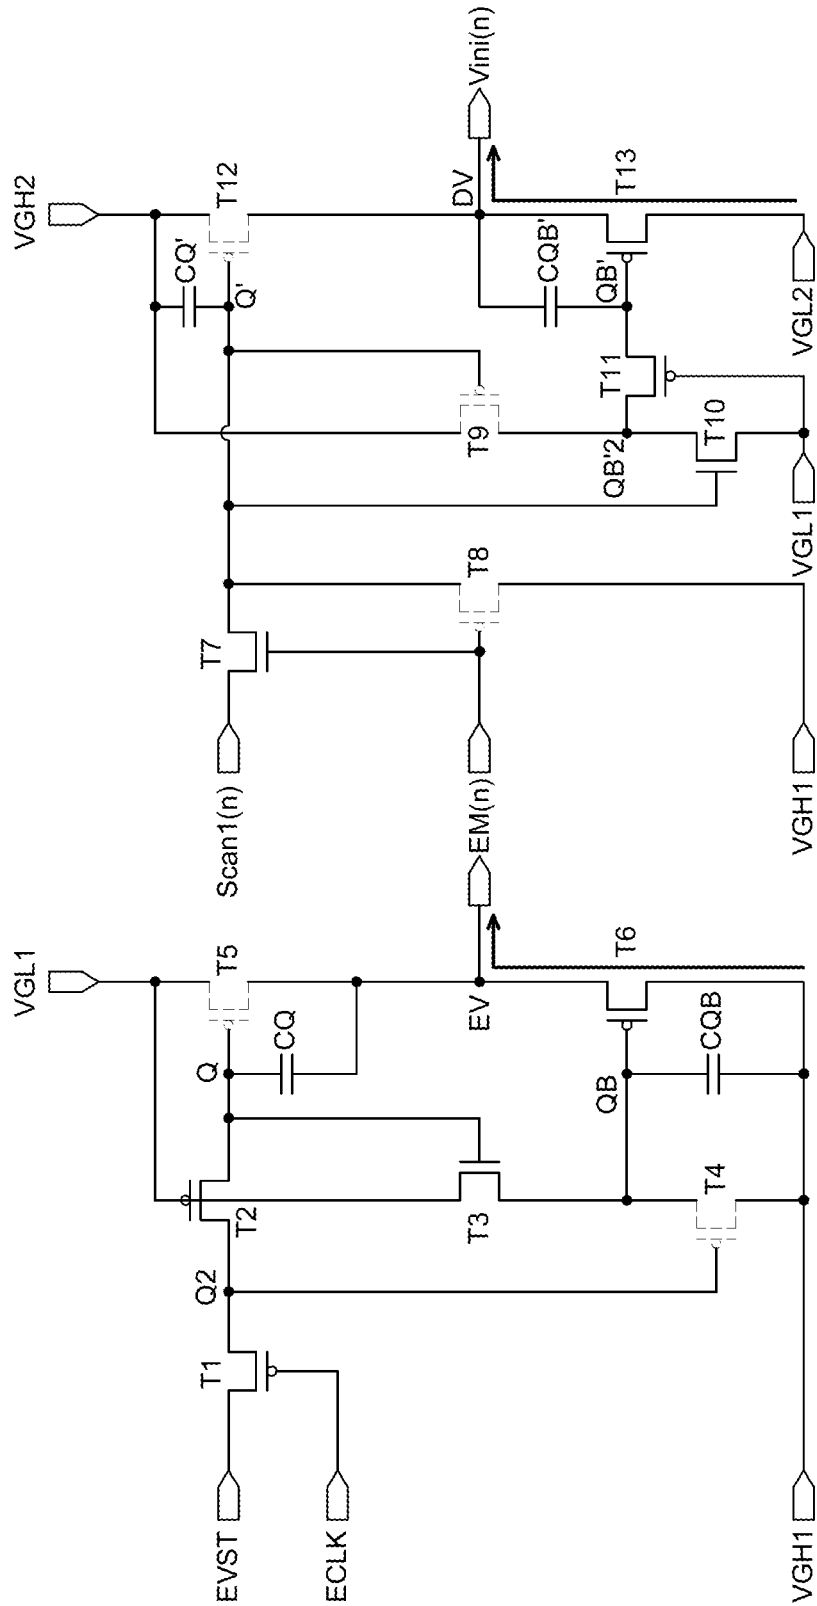 EVST
ECLK
VGH1
T1
Q2
T2
T3
T4
Q
CQ
QB
CQB
VGL1
T5
EV
T6
EM(n)
Scan1(n)
VGH1
T7
T8
T9
QB'2
T10
VGL1
T11
Q'
CQ'
QB'
CQB'
VGL2
VGH2
T12
DV
T13
Vini(n)